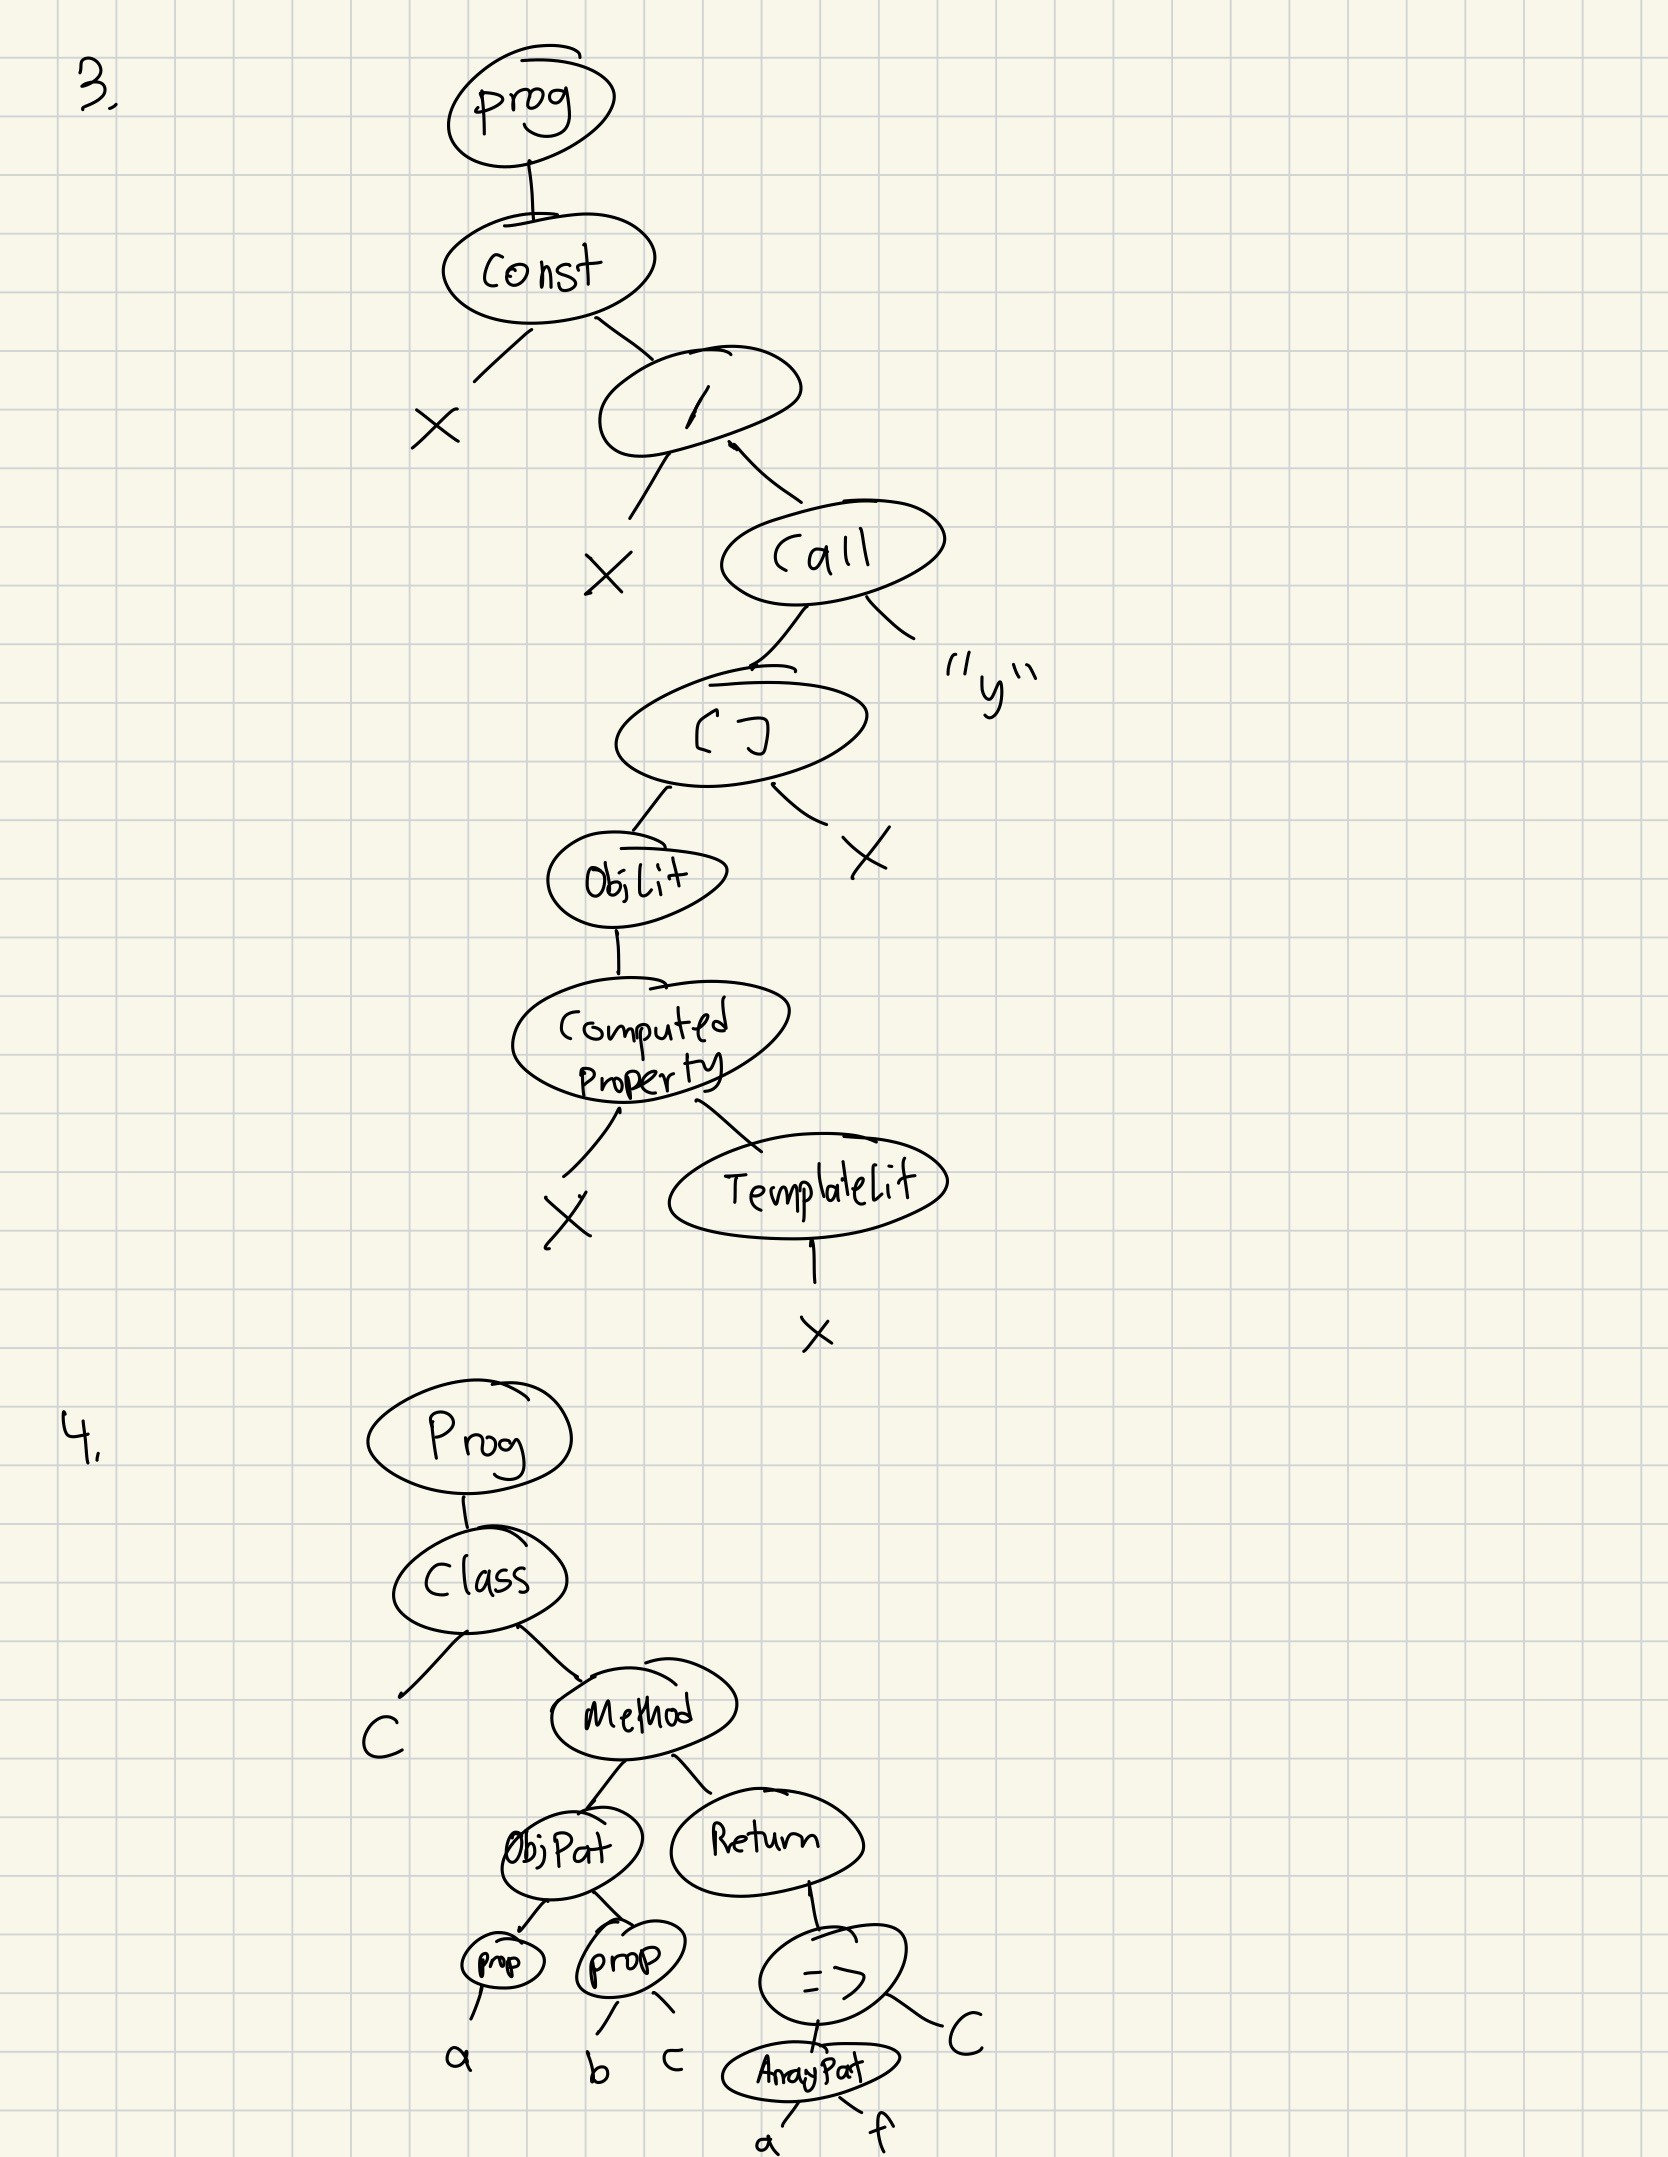 3.
prog
const
x
/
x
Call
"y"
[]
x
ObjLit
Computed
Property
x
TemplateLit
x
4.
Prog
Class
C
Method
ObjPat
Return
prop
prop
=>
C
a
b
c
ArrayPat
a
f